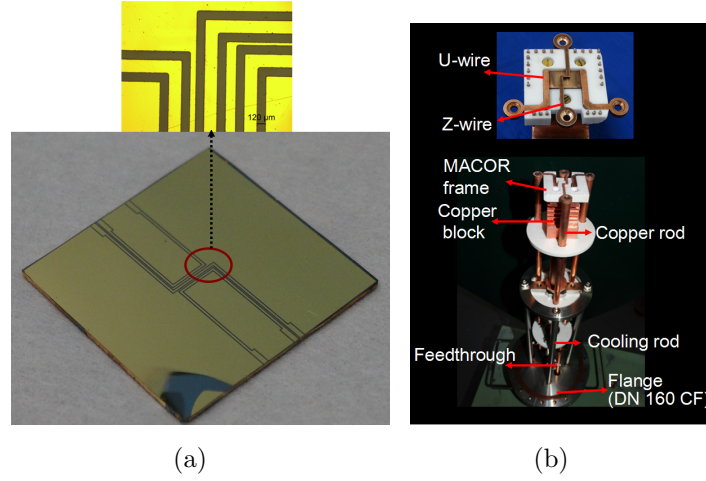 120 μm
U-wire
Z-wire
MACOR
frame
Copper
block
Copper rod
Cooling rod
Feedthrough
Flange
(DN 160 CF)
(a)
(b)